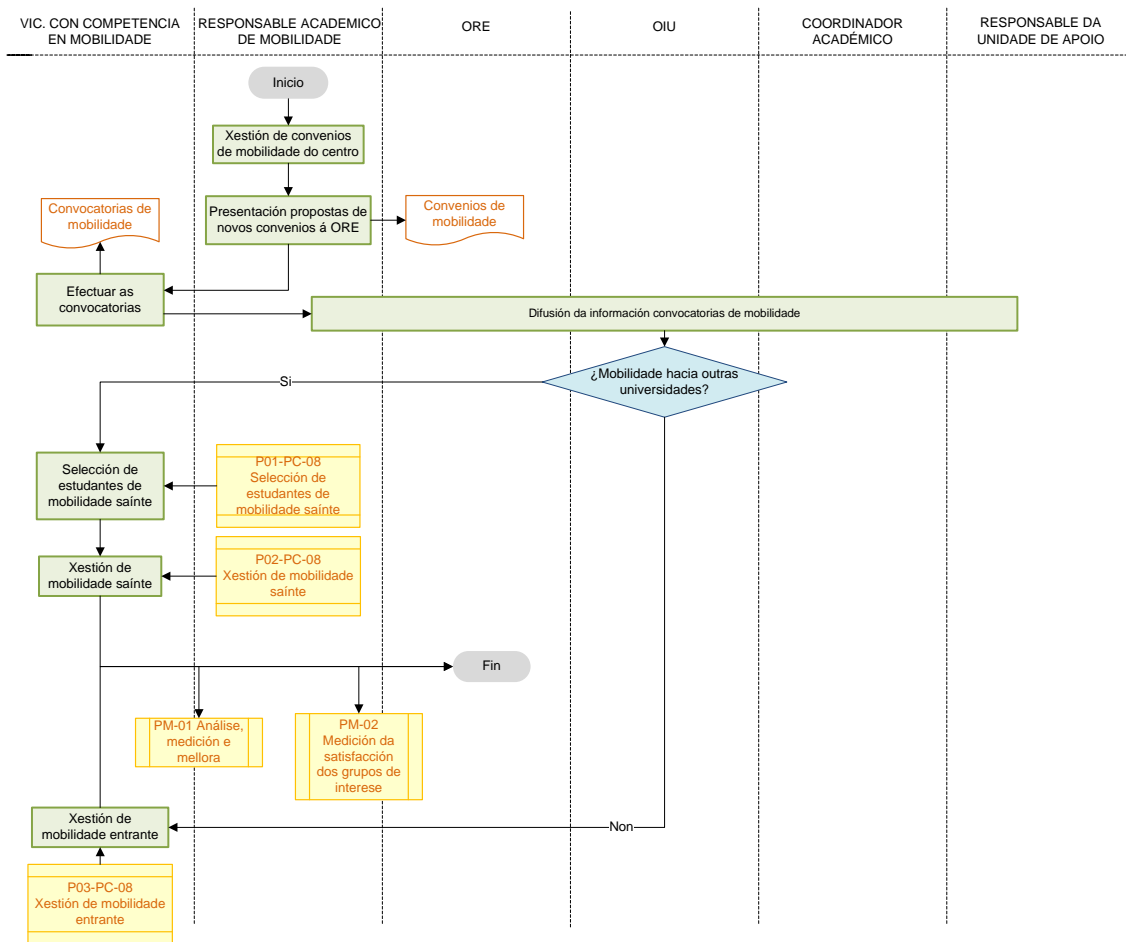 VIC. CON COMPETENCIA
EN MOBILIDADE
RESPONSABLE ACADEMICO
DE MOBILIDADE
ORE
OIU
COORDINADOR
ACADÉMICO
RESPONSABLE DA
UNIDADE DE APOIO
Inicio
Xestión de convenios
de mobilidade do centro
Presentación propostas de
novos convenios á ORE
Convenios de
mobilidade
Convocatorias de
mobilidade
Efectuar as
convocatorias
Difusión da información convocatorias de mobilidade
¿Mobilidade hacia outras
universidades?
Si
Selección de
estudantes de
mobilidade saínte
P01-PC-08
Selección de
estudantes de
mobilidade saínte
Xestión de
mobilidade saínte
P02-PC-08
Xestión de mobilidade
saínte
Fin
PM-01 Análise,
medición e
mellora
PM-02
Medición da
satisfacción
dos grupos de
interese
Xestión de
mobilidade entrante
Non
P03-PC-08
Xestión de mobilidade
entrante